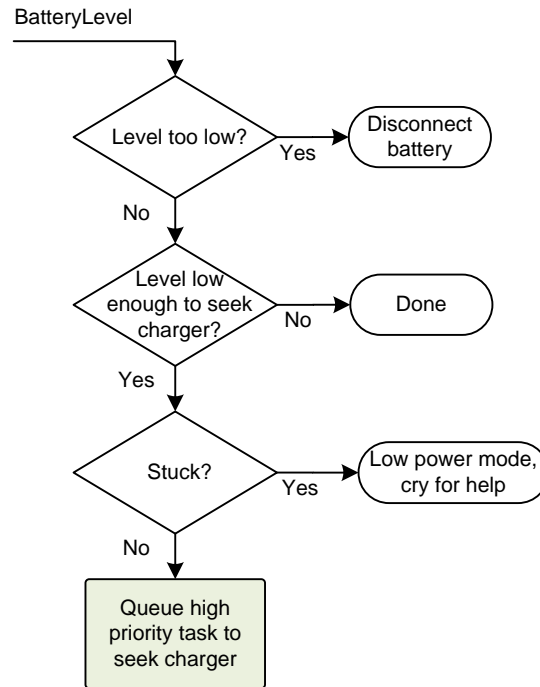 BatteryLevel
Level too low?
Yes
Disconnect
battery
No
Level low
enough to seek
charger?
No
Done
Yes
Stuck?
Yes
Low power mode,
cry for help
No
Queue high
priority task to
seek charger